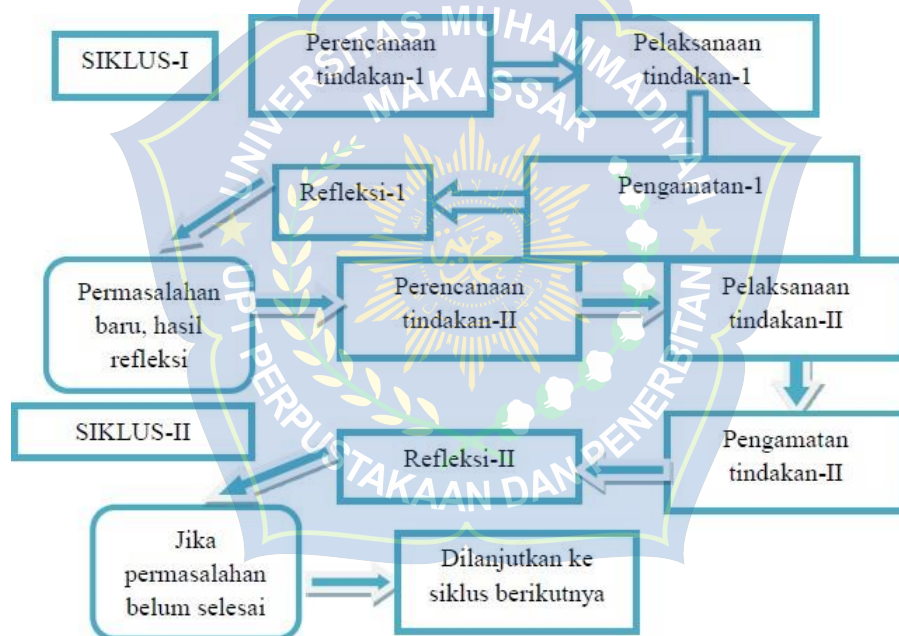 SIKLUS-I
Perencanaan
tindakan-1
Pelaksanaan
tindakan-1
Refleksi-1
Pengamatan-1
Permasalahan
baru, hasil
refleksi
Perencanaan
tindakan-II
Pelaksanaan
tindakan-II
SIKLUS-II
Refleksi-II
Pengamatan
tindakan-II
Jika
permasalahan
belum selesai
Dilanjutkan ke
siklus berikutnya
UNIVERSITAS MUHAMMADIYAH
MAKASSAR
UPT PERPUSTAKAAN DAN PENERBITAN